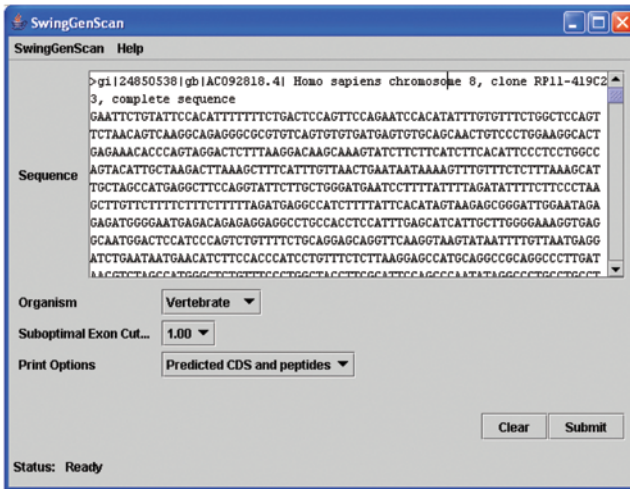 SwingGenScan
SwingGenScan Help
Sequence
>gi|24850538|gb|AC092818.4| Homo sapiens chromosome 8, clone RP11-419C2
3, complete sequence
GAATTCTGTATTCCACATTTTTTTCTGACTCCAGTTCCAGAATCCACATATTTGTGTTTCTGGCTCCAGT
TCTAACAGTCAAGGCAGAGGGCGCGTGTCAGTGTGTGATGAGTGTGCAGCAACTGTCCCTGGAAGGCACT
GAGAAACACCCAGTAGGACTCTTTAAGGACAAGCAAAGTATCTTCTTCATCTTCACATTCCCTCCTGGCC
AGTACATTGCTAAGACTTAAAGCTTTCATTTGTTAACTGAATAATAAAAGTTTGTTTCTCTTTAAAGCAT
TGCTAGCCATGAGGCTTCCAGGTATTCTTGCTGGGATGAATCCTTTTATTTTAGATATTTTCTTCCCTAA
GCTTGTTCTTTTCTTTCTTTTTAGATGAGGCCATCTTTTATTCACATAGTAAGAGCGGGATTGGAATAGA
GAGATGGGGAATGAGACAGAGAGGAGGCCTGCCACCTCCATTTGAGCATCATTGCTTGGGGAAAGGTGAG
GCAATGGACTCCATCCCAGTCTGTTTTCTGCAGGAGCAGGTTCAAGGTAAGTATAATTTTGTTAATGAGG
ATCTGAATAATGAACATCTTCCACCCATCCTGTTTCTCTTAAGGAGCCATGCAGGCCGCAGGCCCTTGAT
AACGTCTAGCCATGGGCTCTGTTTCCCTGGCTACCTTCGCATTCCAGCCCAATATAGGCCCTGCCTGCCT
Organism Vertebrate
Suboptimal Exon Cut... 1.00
Print Options Predicted CDS and peptides
Clear Submit
Status: Ready